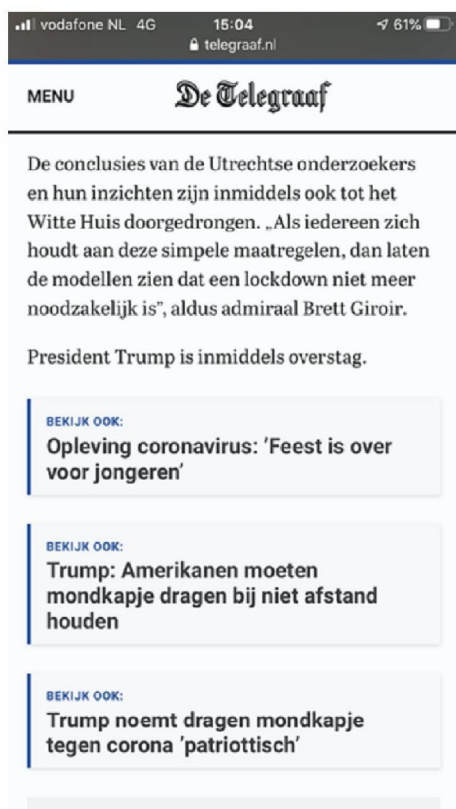 vodafone NL 4G 15:04 61%
telegraaf.nl
MENU De Telegraaf
De conclusies van de Utrechtse onderzoekers
en hun inzichten zijn inmiddels ook tot het
Witte Huis doorgedrongen. „Als iedereen zich
houdt aan deze simpele maatregelen, dan laten
de modellen zien dat een lockdown niet meer
noodzakelijk is”, aldus admiraal Brett Giroir.
President Trump is inmiddels overstag.
BEKIJK OOK:
Opleving coronavirus: ’Feest is over
voor jongeren’
BEKIJK OOK:
Trump: Amerikanen moeten
mondkapje dragen bij niet afstand
houden
BEKIJK OOK:
Trump noemt dragen mondkapje
tegen corona ’patriottisch’